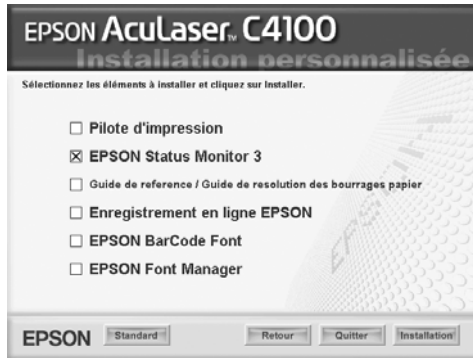 EPSON AcuLaser™ C4100
Installation personnalisée
Sélectionnez les éléments à installer et cliquez sur Installer.
Pilote d'impression
EPSON Status Monitor 3
Guide de reference / Guide de resolution des bourrages papier
Enregistrement en ligne EPSON
EPSON BarCode Font
EPSON Font Manager
EPSON
EPSON Standard Retour Quitter Installation